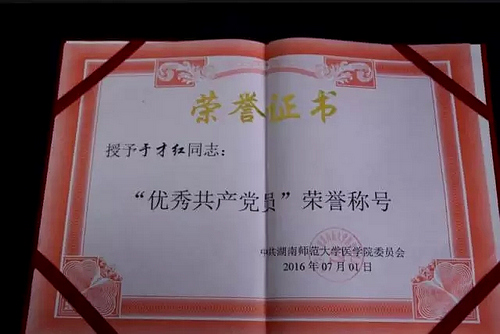 荣誉证书
授予于才红同志：
“优秀共产党员”荣誉称号
中共湖南师范大学医学院委员会
2016年07月01日